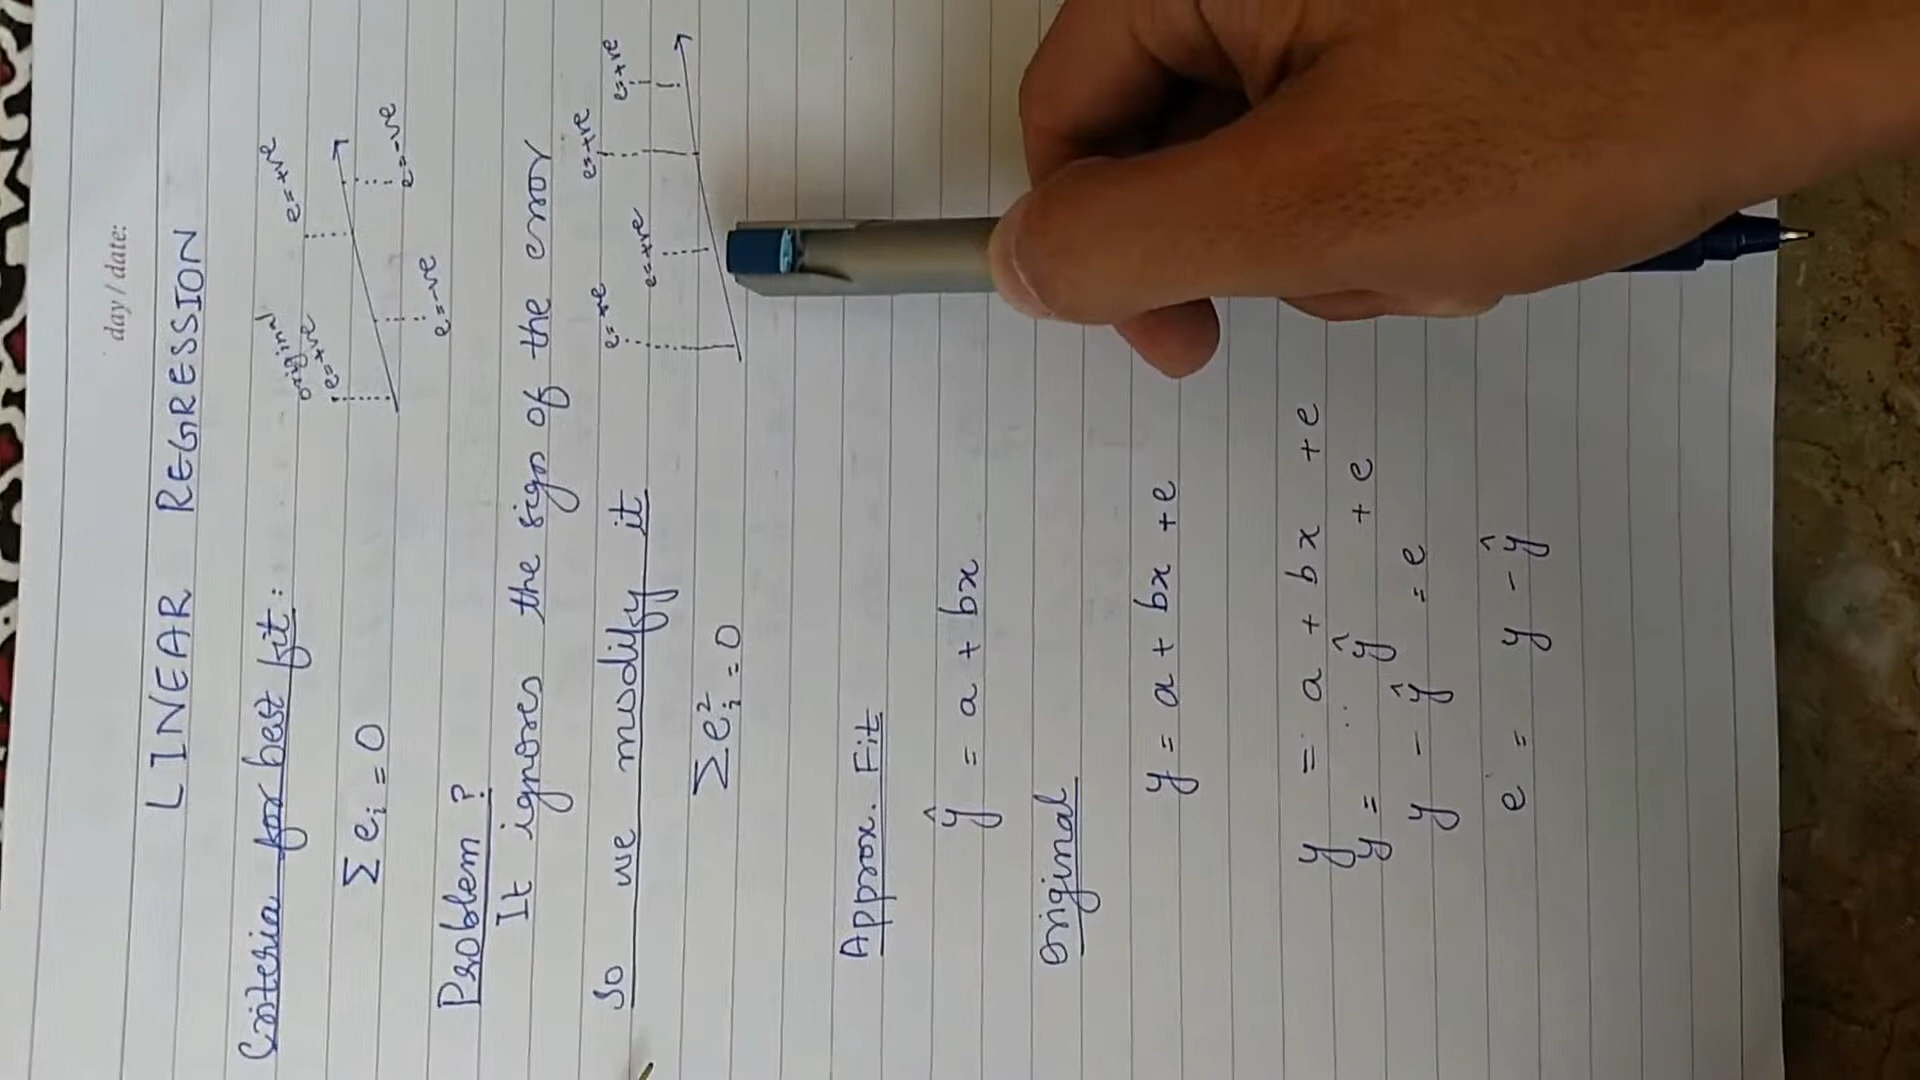 day / date:
LINEAR REGRESSION
Criteria for best fit:
original
e=+ve
e=+ve
e=-ve
e=-ve
∑ei = 0
Problem ?
It ignores the sign of the error
So we modify it
e=+ve
e=+ve
e=+ve
e=+ve
∑e²i = 0
Approx. Fit
ŷ = a + bx
Original
y = a + bx + e
y = a + bx + e
y = ŷ + e
y - ŷ = e
e = y - ŷ